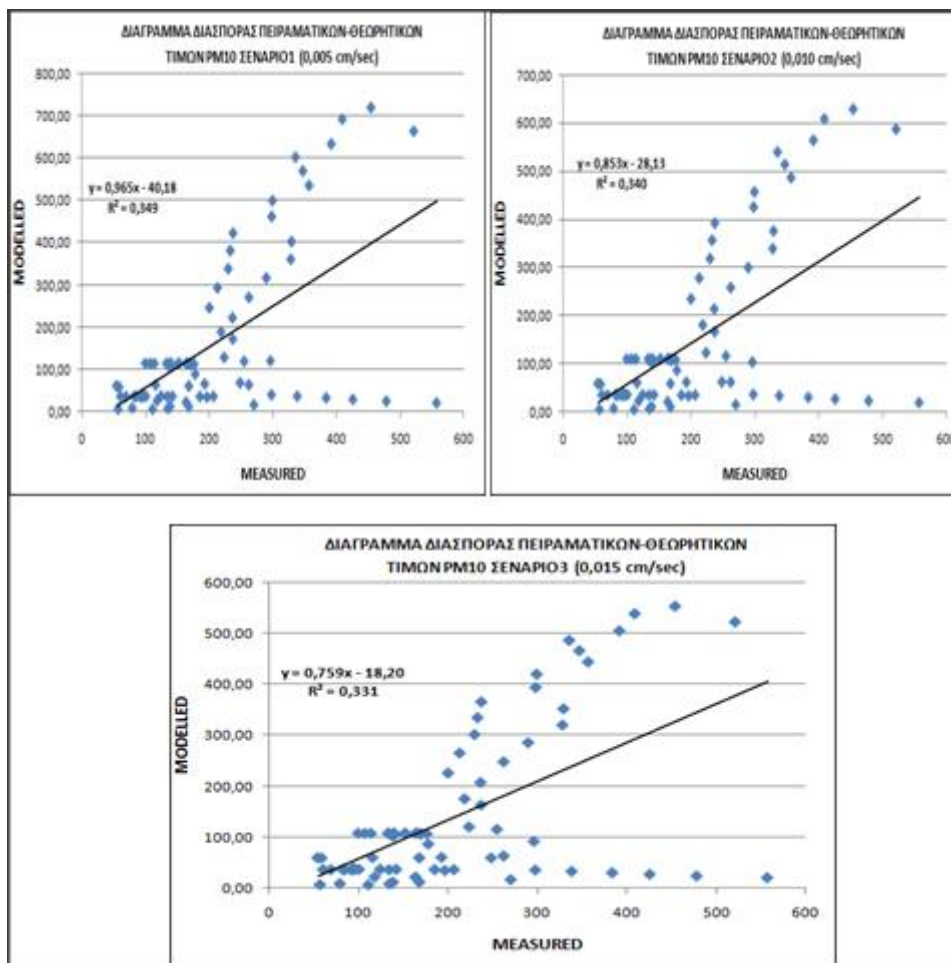 ΔΙΑΓΡΑΜΜΑ ΔΙΑΣΠΟΡΑΣ ΠΕΙΡΑΜΑΤΙΚΩΝ-ΘΕΩΡΗΤΙΚΩΝ
ΤΙΜΩΝ PM10 ΣΕΝΑΡΙΟ1 (0,005 cm/sec)
800,00
700,00
600,00
500,00
400,00
300,00
200,00
100,00
0,00
MODELLED
y = 0,965x - 40,18
R² = 0,349
0 100 200 300 400 500 600
MEASURED
ΔΙΑΓΡΑΜΜΑ ΔΙΑΣΠΟΡΑΣ ΠΕΙΡΑΜΑΤΙΚΩΝ-ΘΕΩΡΗΤΙΚΩΝ
ΤΙΜΩΝ PM10 ΣΕΝΑΡΙΟ2 (0,010 cm/sec)
700,00
600,00
500,00
400,00
300,00
200,00
100,00
0,00
MODELLED
y = 0,853x - 28,13
R² = 0,340
0 100 200 300 400 500 600
MEASURED
ΔΙΑΓΡΑΜΜΑ ΔΙΑΣΠΟΡΑΣ ΠΕΙΡΑΜΑΤΙΚΩΝ-ΘΕΩΡΗΤΙΚΩΝ
ΤΙΜΩΝ PM10 ΣΕΝΑΡΙΟ3 (0,015 cm/sec)
600,00
500,00
400,00
300,00
200,00
100,00
0,00
MODELLED
y = 0,759x - 18,20
R² = 0,331
0 100 200 300 400 500 600
MEASURED